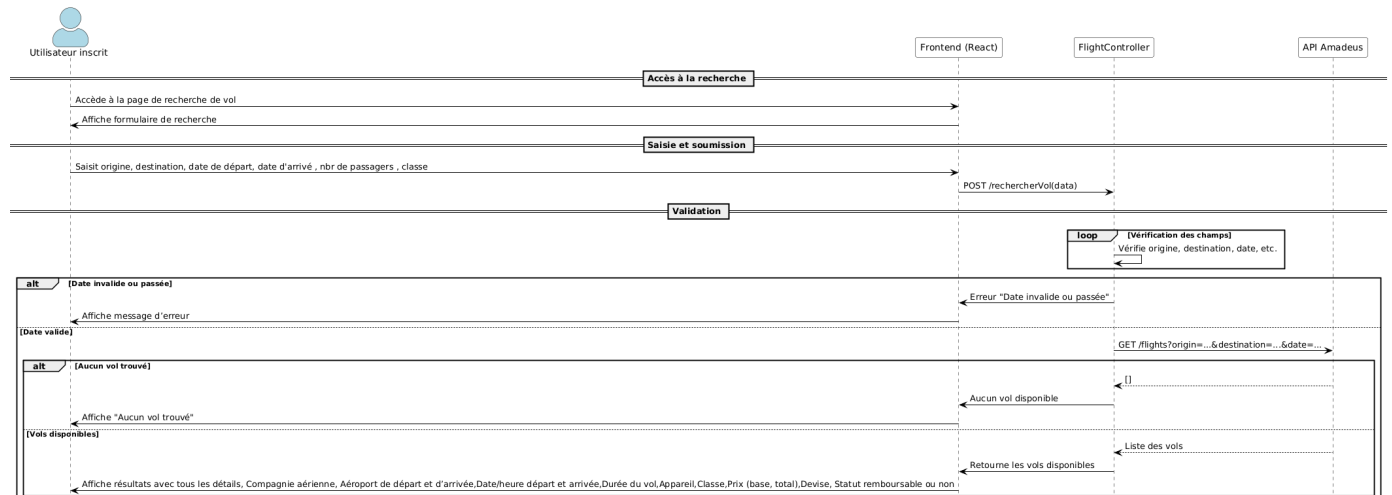 Utilisateur inscrit
Frontend (React)
FlightController
API Amadeus
Accès à la recherche
Accède à la page de recherche de vol
Affiche formulaire de recherche
Saisie et soumission
Saisit origine, destination, date de départ, date d'arrivé , nbr de passagers , classe
POST /rechercherVol(data)
Validation
loop [Vérification des champs]
Vérifie origine, destination, date, etc.
alt [Date invalide ou passée]
Erreur "Date invalide ou passée"
Affiche message d'erreur
[Date valide]
GET /flights?origin=...&destination=...&date=...
alt [Aucun vol trouvé]
[]
Aucun vol disponible
Affiche "Aucun vol trouvé"
[Vols disponibles]
Liste des vols
Retourne les vols disponibles
Affiche résultats avec tous les détails, Compagnie aérienne, Aéroport de départ et d'arrivée,Date/heure départ et arrivée,Durée du vol,Appareil,Classe,Prix (base, total),Devise, Statut remboursable ou non